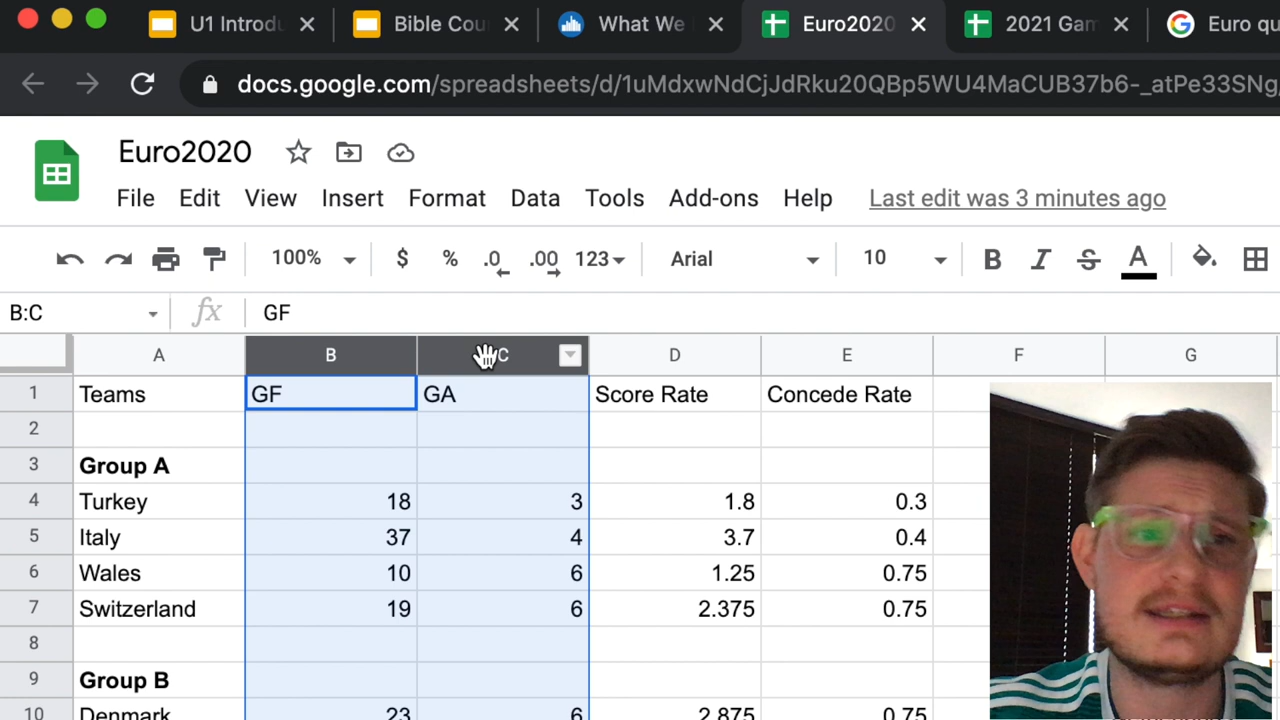 U1 Introdu
Bible Cou
What We
Euro2020
2021 Gam
Euro qu
docs.google.com/spreadsheets/d/1uMdxwNdCjJdRku20QBp5WU4MaCUB37b6-_atPe33SNg/
Euro2020
File Edit View Insert Format Data Tools Add-ons Help Last edit was 3 minutes ago
100% $ % .0 .00 123 Arial 10 B I S A
B:C fx GF
A B C D E F G
1 Teams GF GA Score Rate Concede Rate
2
3 Group A
4 Turkey 18 3 1.8 0.3
5 Italy 37 4 3.7 0.4
6 Wales 10 6 1.25 0.75
7 Switzerland 19 6 2.375 0.75
8
9 Group B
10 Denmark 23 6 2.875 0.75